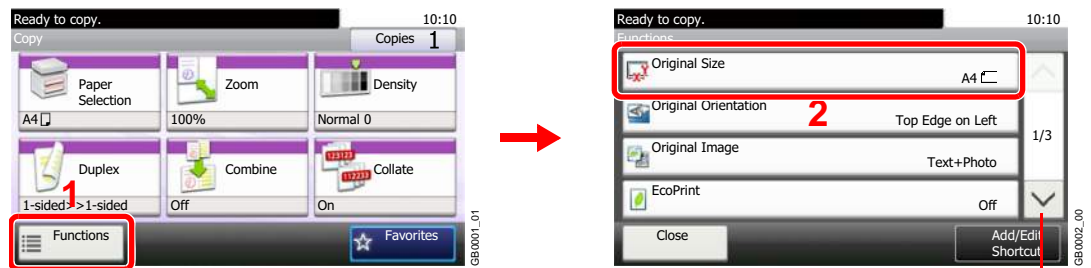 Ready to copy.
10:10
Copy
Copies 1
Paper
Selection
A4
Zoom
100%
Density
Normal 0
Duplex
1-sided>>1-sided
Combine
Off
123123
112233
Collate
On
1
Functions
Favorites
GB0001_01
Ready to copy.
10:10
Functions
Original Size
A4
Original Orientation
Top Edge on Left
2
Original Image
Text+Photo
EcoPrint
Off
1/3
Close
Add/Edit
Shortcut
GB0002_00